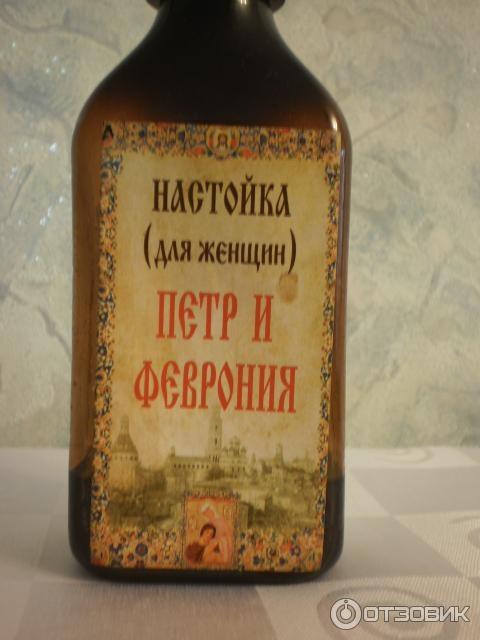 НАСТОЙКА
(ДЛЯ ЖЕНЩИН)
ПЕТР И
ФЕВРОНИЯ
ОТЗОВИК